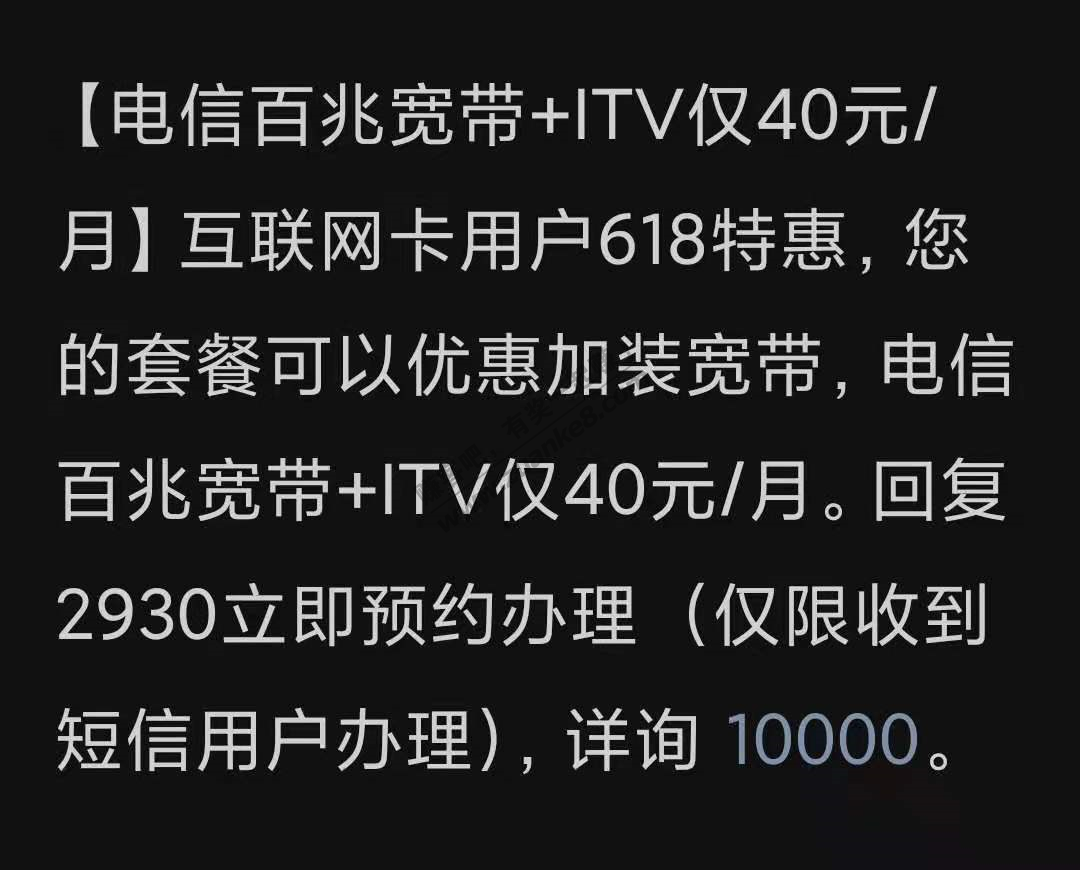 【电信百兆宽带+ITV仅40元/
月】互联网卡用户618特惠，您
的套餐可以优惠加装宽带，电信
百兆宽带+ITV仅40元/月。回复
2930立即预约办理（仅限收到
短信用户办理），详询 10000。